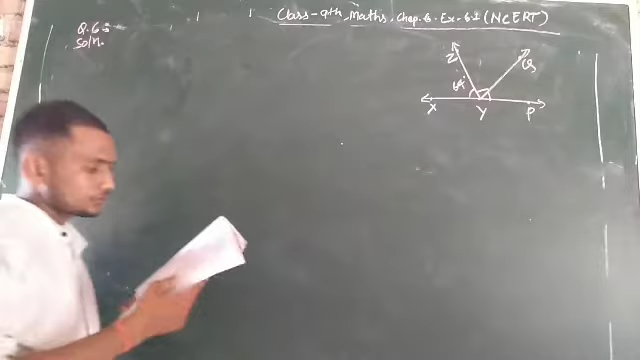 Class-9th, Maths, Chap-6, Ex-6.1 (NCERT)
Q.6:
Soln.
Z
Q
64°
X
Y
P